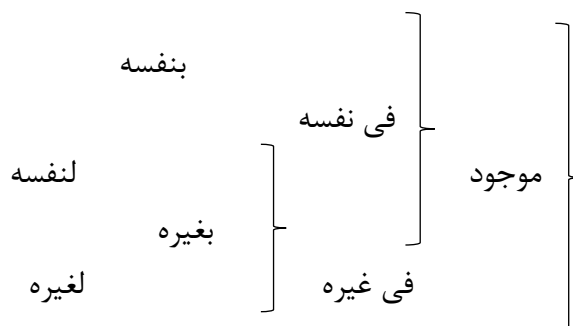 موجود
فی نفسه
فی غیره
بنفسه
بغیره
لنفسه
لغیره